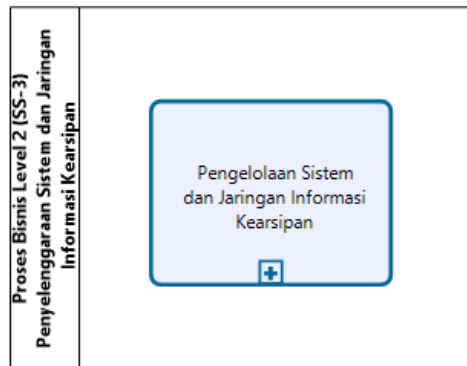 Proses Bisnis Level 2 (SS-3)
Penyelenggaraan Sistem dan Jaringan
Informasi Kearsipan
Pengelolaan Sistem
dan Jaringan Informasi
Kearsipan